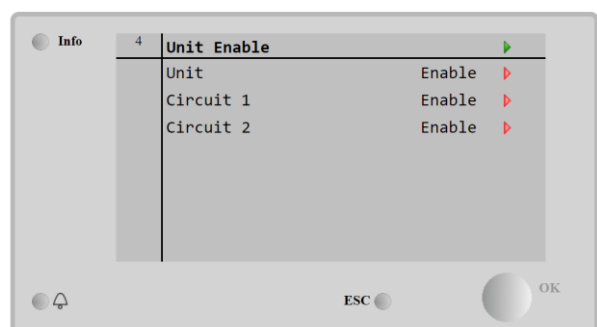 Info
4 Unit Enable
Unit Enable
Circuit 1 Enable
Circuit 2 Enable
ESC OK